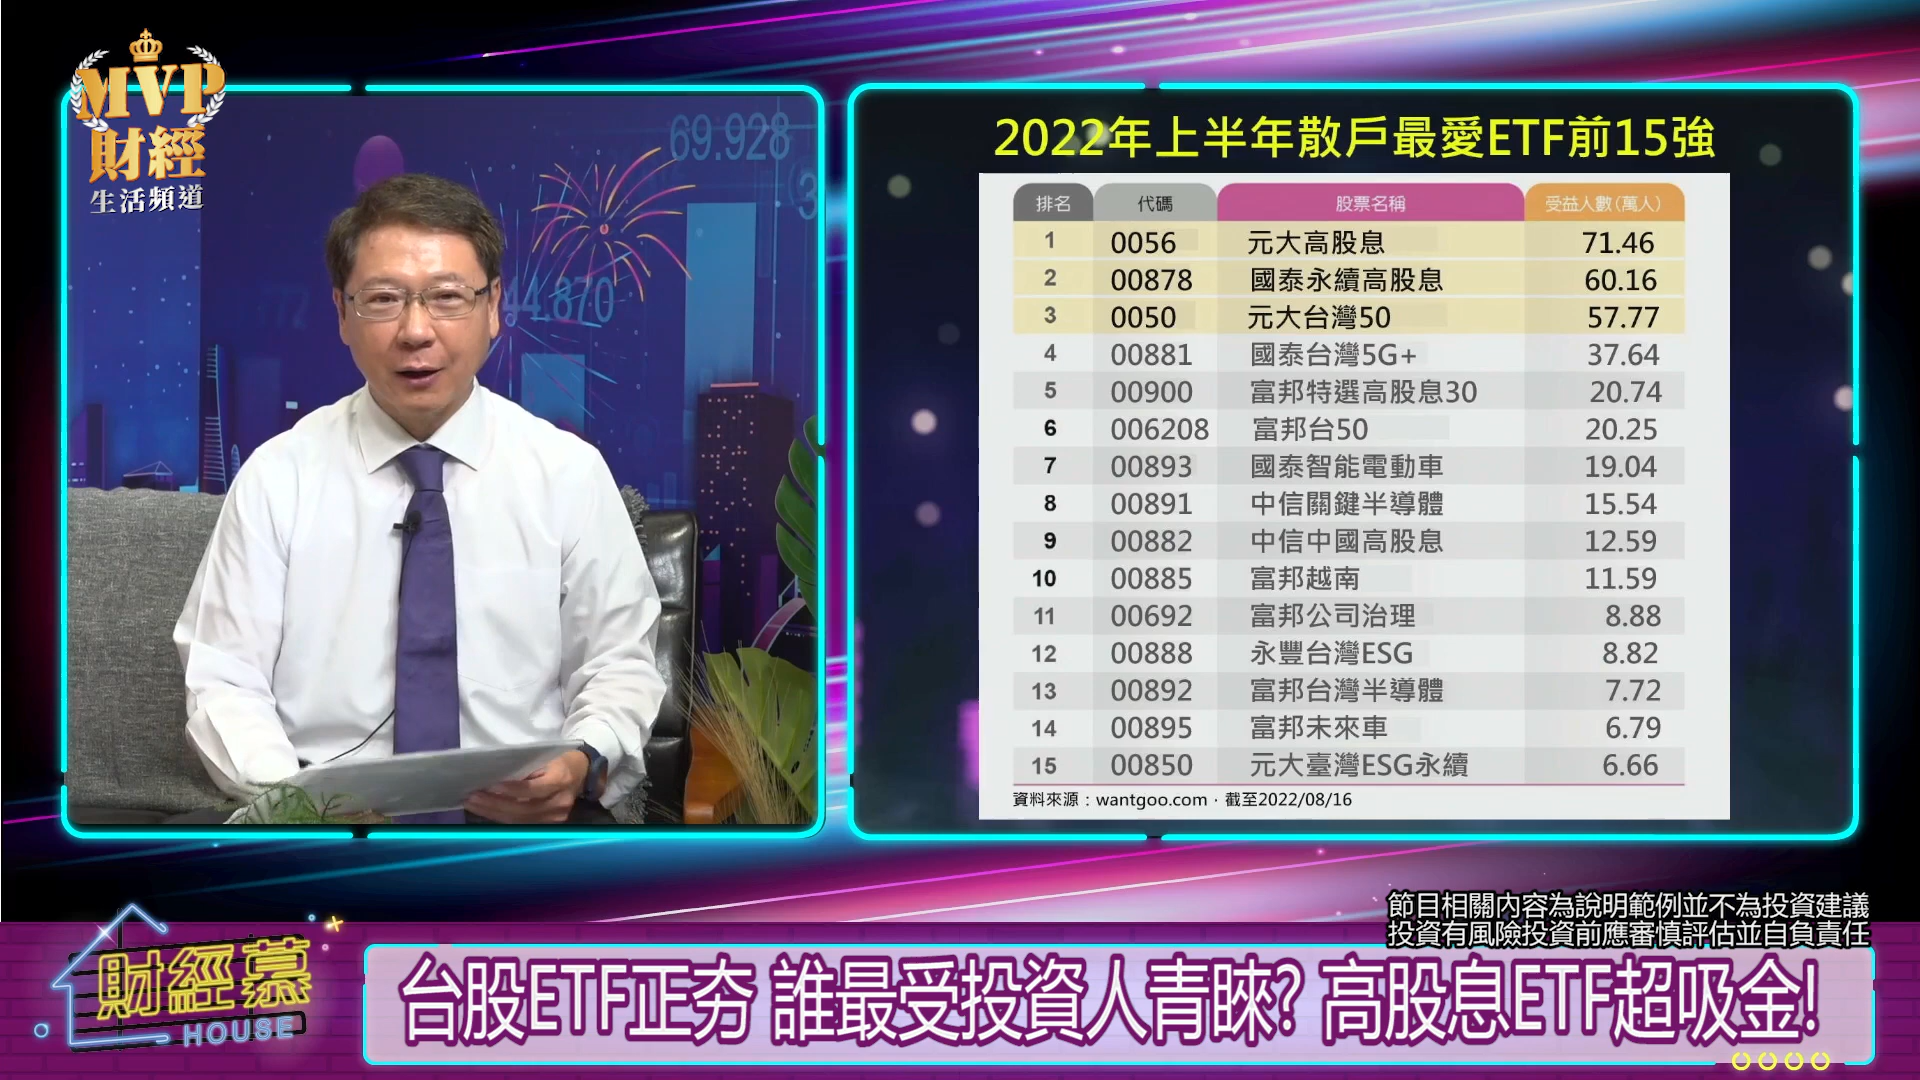 MVP
財經
生活頻道
69.928
44.870
2022年上半年散戶最愛ETF前15強
排名 代碼 股票名稱 受益人數(萬人)
1 0056 元大高股息 71.46
2 00878 國泰永續高股息 60.16
3 0050 元大台灣50 57.77
4 00881 國泰台灣5G+ 37.64
5 00900 富邦特選高股息30 20.74
6 006208 富邦台50 20.25
7 00893 國泰智能電動車 19.04
8 00891 中信關鍵半導體 15.54
9 00882 中信中國高股息 12.59
10 00885 富邦越南 11.59
11 00692 富邦公司治理 8.88
12 00888 永豐台灣ESG 8.82
13 00892 富邦台灣半導體 7.72
14 00895 富邦未來車 6.79
15 00850 元大臺灣ESG永續 6.66
資料來源：wantgoo.com，截至2022/08/16
節目相關內容為說明範例並不為投資建議
投資有風險投資前應審慎評估並自負責任
財經慕
HOUSE
台股ETF正夯 誰最受投資人青睞? 高股息ETF超吸金!